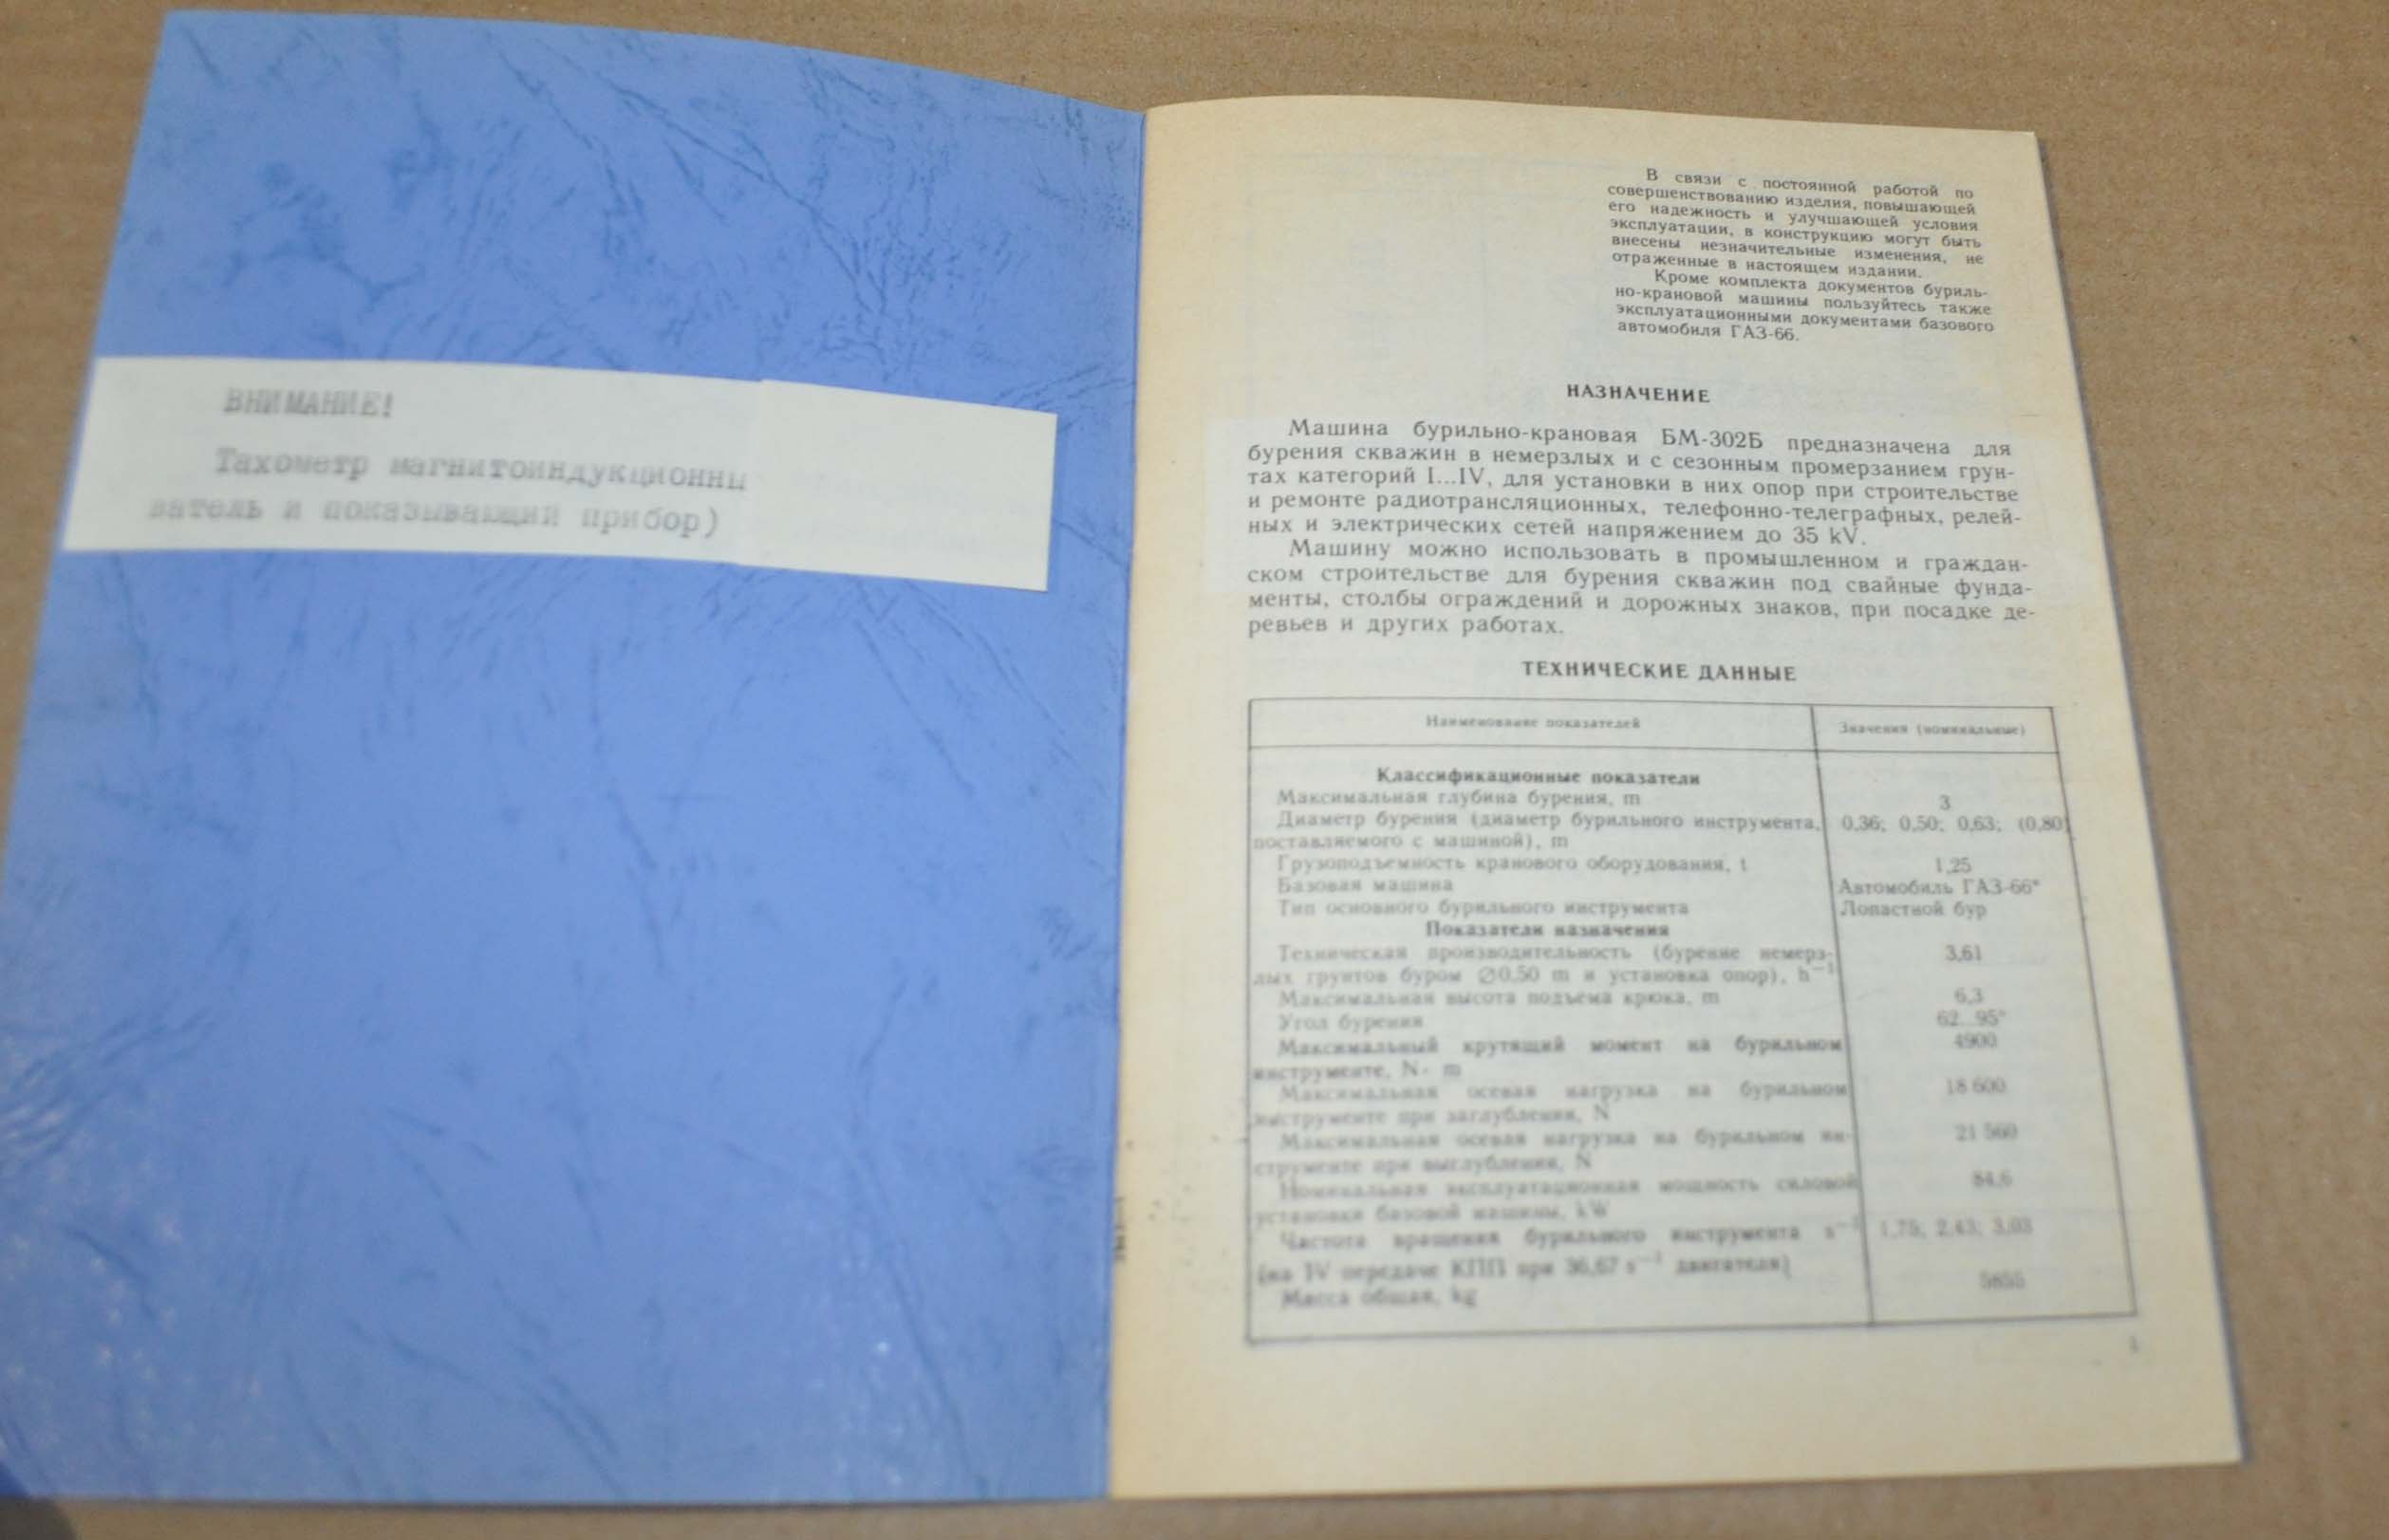 ВНИМАНИЕ!
Тахометр магнитоиндукционны
ватель и показывающий прибор)
В связи с постоянной работой по
совершенствованию изделия, повышающей
его надежность и улучшающей условия
эксплуатации, в конструкцию могут быть
внесены незначительные изменения, не
отраженные в настоящем издании.
Кроме комплекта документов буриль-
но-крановой машины пользуйтесь также
эксплуатационными документами базового
автомобиля ГАЗ-66.
НАЗНАЧЕНИЕ
Машина бурильно-крановая БМ-302Б предназначена для
бурения скважин в немерзлых и с сезонным промерзанием грун-
тах категорий I...IV, для установки в них опор при строительстве
и ремонте радиотрансляционных, телефонно-телеграфных, релей-
ных и электрических сетей напряжением до 35 kV.
Машину можно использовать в промышленном и граждан-
ском строительстве для бурения скважин под свайные фунда-
менты, столбы ограждений и дорожных знаков, при посадке де-
ревьев и других работах.
ТЕХНИЧЕСКИЕ ДАННЫЕ
Наименование показателей Значения (номинальные)
Классификационные показатели
Максимальная глубина бурения, m 3
Диаметр бурения (диаметр бурильного инструмента, 0,36; 0,50; 0,63; (0,80)
поставляемого с машиной), m
Грузоподъемность кранового оборудования, t 1,25
Базовая машина Автомобиль ГАЗ-66*
Тип основного бурильного инструмента Лопастной бур
Показатели назначения
Техническая производительность (бурение немерз- 3,61
лых грунтов буром ∅0,50 m и установка опор), h⁻¹
Максимальная высота подъема крюка, m 6,3
Угол бурения 62...95°
Максимальный крутящий момент на бурильном 4900
инструменте, N· m
Максимальная осевая нагрузка на бурильном 18 600
инструменте при заглублении, N
Максимальная осевая нагрузка на бурильном ин- 21 560
струменте при выглублении, N
Номинальная эксплуатационная мощность силовой 84,6
установки базовой машины, kW
Частота вращения бурильного инструмента s⁻¹ 1,75; 2,43; 3,03
(на IV передаче КПП при 36,67 s⁻¹ двигателя)
Масса общая, kg